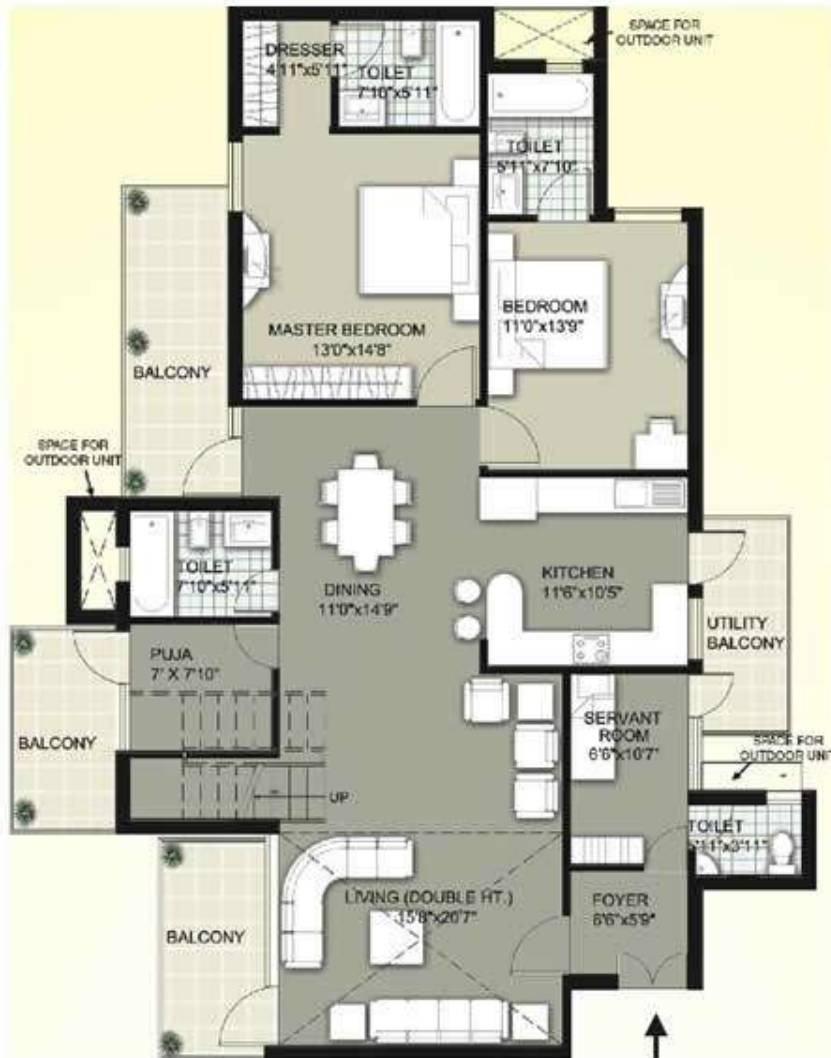 SPACE FOR
OUTDOOR UNIT
DRESSER
4'11"x5'11"
TOILET
7'10"x5'11"
TOILET
5'11"x7'10"
BEDROOM
11'0"x13'9"
MASTER BEDROOM
13'0"x14'8"
BALCONY
SPACE FOR
OUTDOOR UNIT
TOILET
7'10"x5'11"
DINING
11'0"x14'9"
KITCHEN
11'6"x10'5"
UTILITY
BALCONY
PUJA
7' X 7'10"
BALCONY
SERVANT
ROOM
6'6"x10'7"
SPACE FOR
OUTDOOR UNIT
UP
TOILET
LIVING (DOUBLE HT.)
15'8"x20'7"
FOYER
6'6"x5'9"
BALCONY